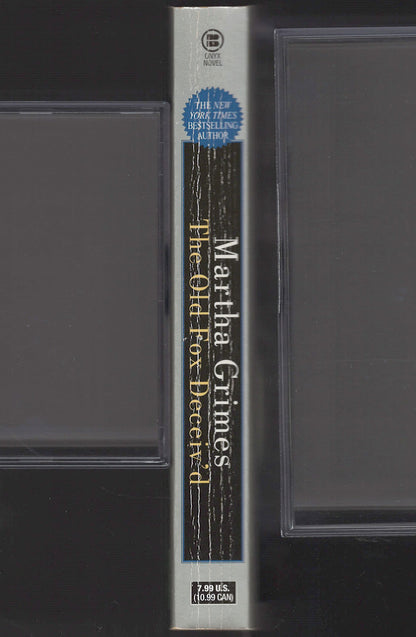 ONYX
NOVEL
THE NEW
YORK TIMES
BESTSELLING
AUTHOR
Martha Grimes
The Old Fox Deceiv'd
7.99 U.S.
(10.99 CAN)